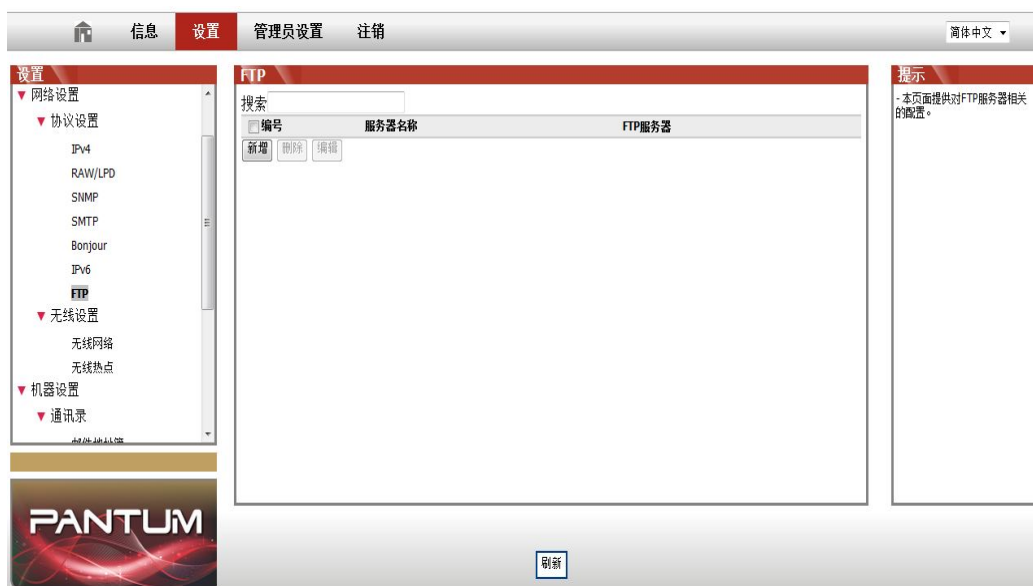 信息 设置 管理员设置 注销 简体中文
设置
网络设置
协议设置
IPv4
RAW/LPD
SNMP
SMTP
Bonjour
IPv6
FTP
无线设置
无线网络
无线热点
机器设置
通讯录
邮件地址簿
PANTUM
FTP
搜索
编号 服务器名称 FTP服务器
新增 删除 编辑
提示
- 本页面提供对FTP服务器相关
的配置。
刷新